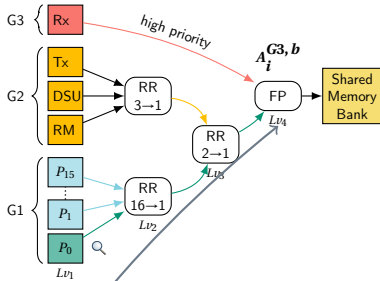 G3
Rx
high priority
A_i^{G3,b}
G2
Tx
DSU
RM
RR
3→1
FP
Lv₄
Shared
Memory
Bank
RR
2→1
Lv₃
G1
P₁₅
P₁
P₀
RR
16→1
Lv₂
Lv₁